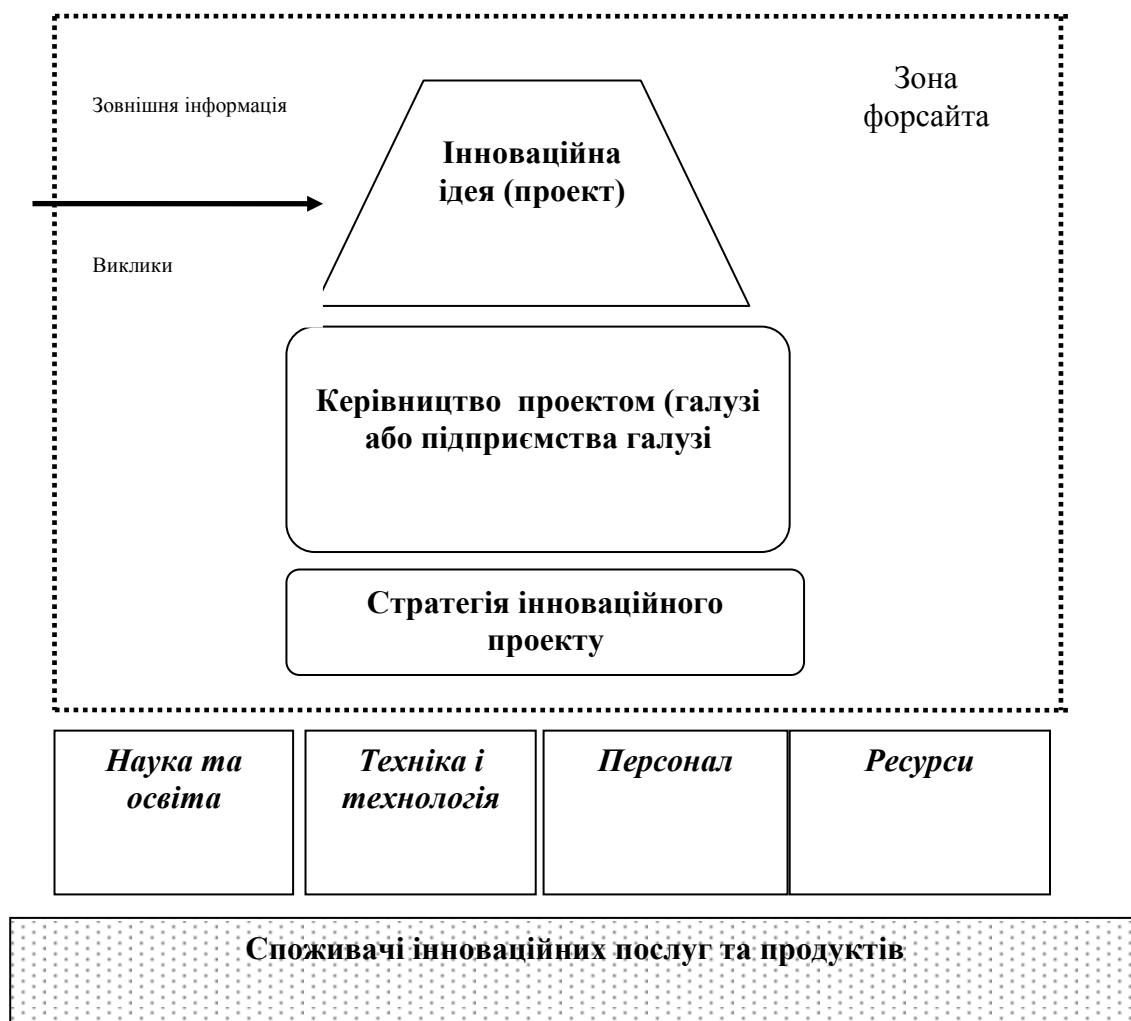 Зона
форсайта
Зовнішня інформація
Інноваційна
ідея (проект)
Виклики
Керівництво  проектом (галузі
або підприємства галузі
Стратегія інноваційного
проекту
Наука та
освіта
Техніка і
технологія
Персонал
Ресурси
Споживачі інноваційних послуг та продуктів